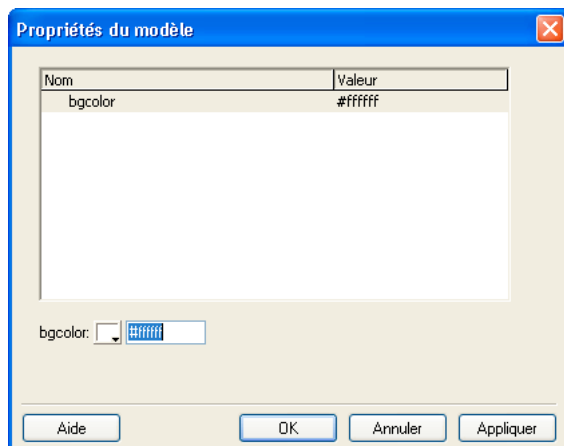 Propriétés du modèle
Nom Valeur
bgcolor #ffffff
bgcolor: #ffffff
Aide OK Annuler Appliquer